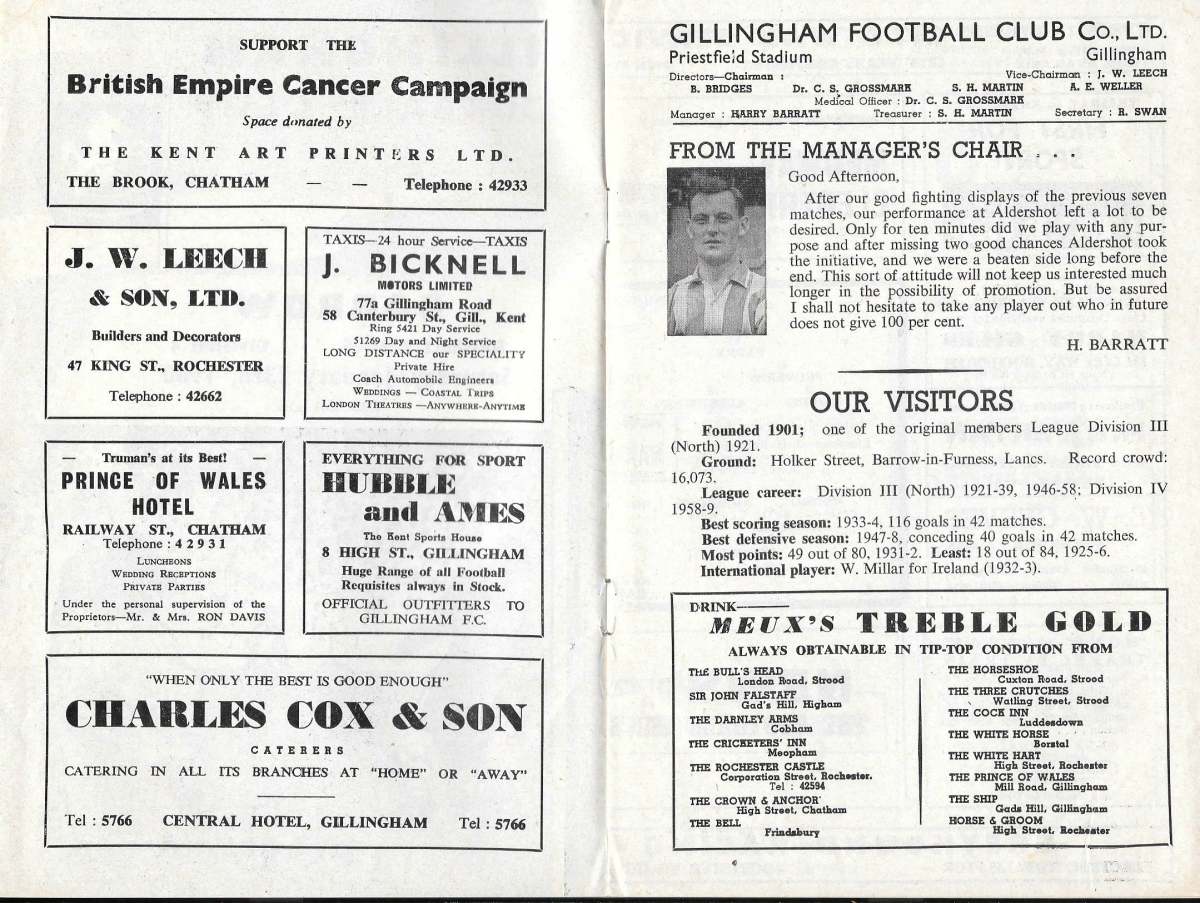 SUPPORT THE
British Empire Cancer Campaign
Space donated by
THE KENT ART PRINTERS LTD.
THE BROOK, CHATHAM — — Telephone : 42933
J. W. LEECH
& SON, LTD.
Builders and Decorators
47 KING ST., ROCHESTER
Telephone : 42662
TAXIS—24 hour Service—TAXIS
J. BICKNELL
MOTORS LIMITED
77a Gillingham Road
58 Canterbury St., Gill., Kent
Ring 5421 Day Service
51269 Day and Night Service
LONG DISTANCE our SPECIALITY
Private Hire
Coach Automobile Engineers
WEDDINGS — COASTAL TRIPS
LONDON THEATRES —ANYWHERE-ANYTIME
— Truman's at its Best! —
PRINCE OF WALES
HOTEL
RAILWAY ST., CHATHAM
Telephone : 4 2 9 3 1
LUNCHEONS
WEDDING RECEPTIONS
PRIVATE PARTIES
Under the personal supervision of the
Proprietors—Mr. & Mrs. RON DAVIS
EVERYTHING FOR SPORT
HUBBLE
and AMES
The Kent Sports House
8 HIGH ST., GILLINGHAM
Huge Range of all Football
Requisites always in Stock.
OFFICIAL OUTFITTERS TO
GILLINGHAM F.C.
"WHEN ONLY THE BEST IS GOOD ENOUGH"
CHARLES COX & SON
CATERERS
CATERING IN ALL ITS BRANCHES AT "HOME" OR "AWAY"
Tel : 5766 CENTRAL HOTEL, GILLINGHAM Tel : 5766
GILLINGHAM FOOTBALL CLUB Co., LTD.
Priestfield Stadium Gillingham
Directors—Chairman : Vice-Chairman : J. W. LEECH
B. BRIDGES Dr. C. S. GROSSMARK S. H. MARTIN A. E. WELLER
Medical Officer : Dr. C. S. GROSSMARK
Manager : HARRY BARRATT Treasurer : S. H. MARTIN Secretary : R. SWAN
FROM THE MANAGER'S CHAIR . . .
Good Afternoon,
After our good fighting displays of the previous seven
matches, our performance at Aldershot left a lot to be
desired. Only for ten minutes did we play with any pur-
pose and after missing two good chances Aldershot took
the initiative, and we were a beaten side long before the
end. This sort of attitude will not keep us interested much
longer in the possibility of promotion. But be assured
I shall not hesitate to take any player out who in future
does not give 100 per cent.
H. BARRATT
OUR VISITORS
Founded 1901; one of the original members League Division III
(North) 1921.
Ground: Holker Street, Barrow-in-Furness, Lancs. Record crowd:
16,073.
League career: Division III (North) 1921-39, 1946-58; Division IV
1958-9.
Best scoring season: 1933-4, 116 goals in 42 matches.
Best defensive season: 1947-8, conceding 40 goals in 42 matches.
Most points: 49 out of 80, 1931-2. Least: 18 out of 84, 1925-6.
International player: W. Millar for Ireland (1932-3).
DRINK———
MEUX'S TREBLE GOLD
ALWAYS OBTAINABLE IN TIP-TOP CONDITION FROM
THE BULL'S HEAD
London Road, Strood
SIR JOHN FALSTAFF
Gad's Hill, Higham
THE DARNLEY ARMS
Cobham
THE CRICKETERS' INN
Meopham
THE ROCHESTER CASTLE
Corporation Street, Rochester.
Tel : 42594
THE CROWN & ANCHOR
High Street, Chatham
THE BELL
Frindsbury
THE HORSESHOE
Cuxton Road, Strood
THE THREE CRUTCHES
Watling Street, Strood
THE COCK INN
Luddesdown
THE WHITE HORSE
Borstal
THE WHITE HART
High Street, Rochester
THE PRINCE OF WALES
Mill Road, Gillingham
THE SHIP
Gads Hill, Gillingham
HORSE & GROOM
High Street, Rochester